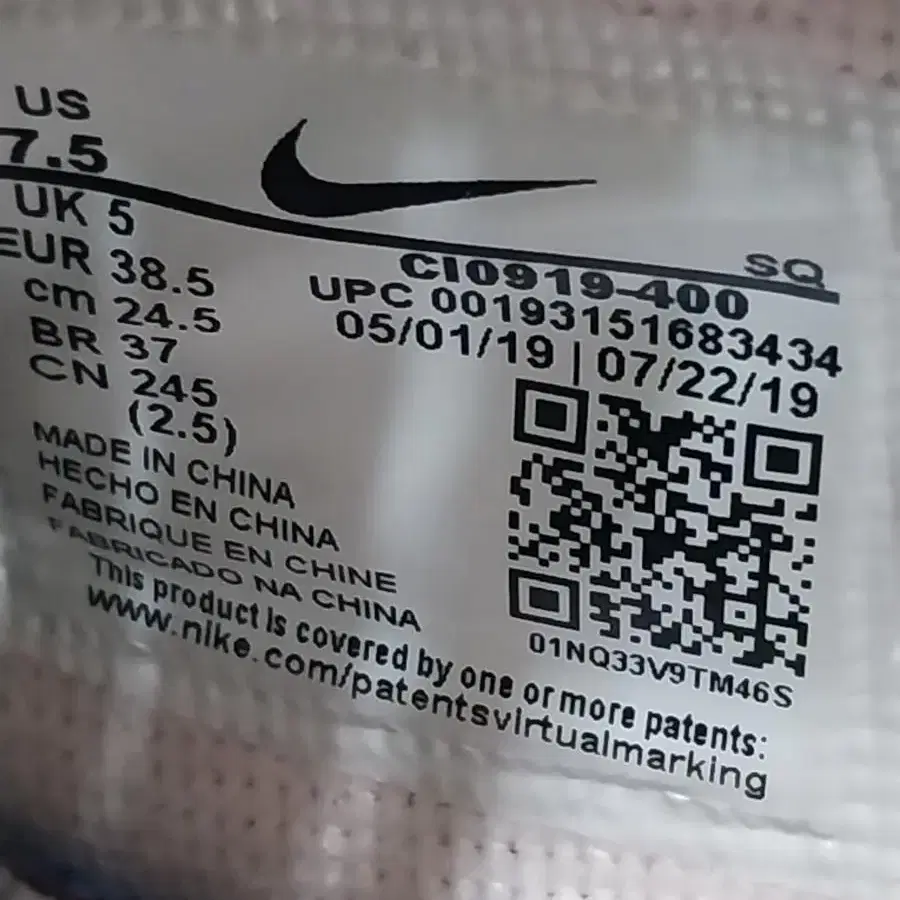 US
7.5
UK 5
EUR 38.5
cm 24.5
BR 37
CN 245
(2.5)
SQ
CI0919-400
UPC 00193151683434
05/01/19 | 07/22/19
MADE IN CHINA
HECHO EN CHINA
FABRIQUE EN CHINE
FABRICADO NA CHINA
01NQ33V9TM46S
This product is covered by one or more patents:
www.nike.com/patentsvirtualmarking